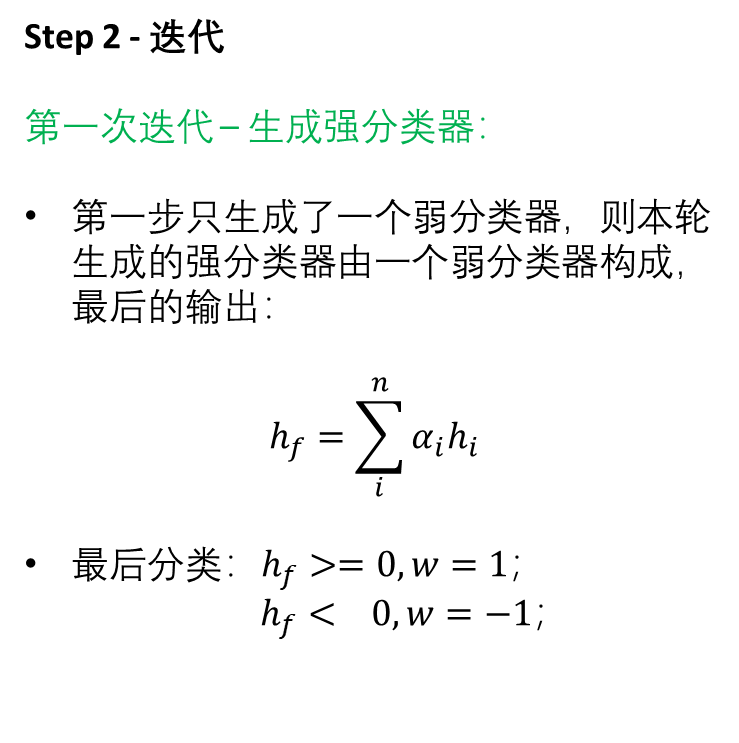 Step 2 - 迭代
第一次迭代 – 生成强分类器：
• 第一步只生成了一个弱分类器，则本轮
生成的强分类器由一个弱分类器构成，
最后的输出：
n
h_f = ∑ α_i h_i
i
• 最后分类：h_f >= 0, w = 1；
h_f < 0, w = −1；